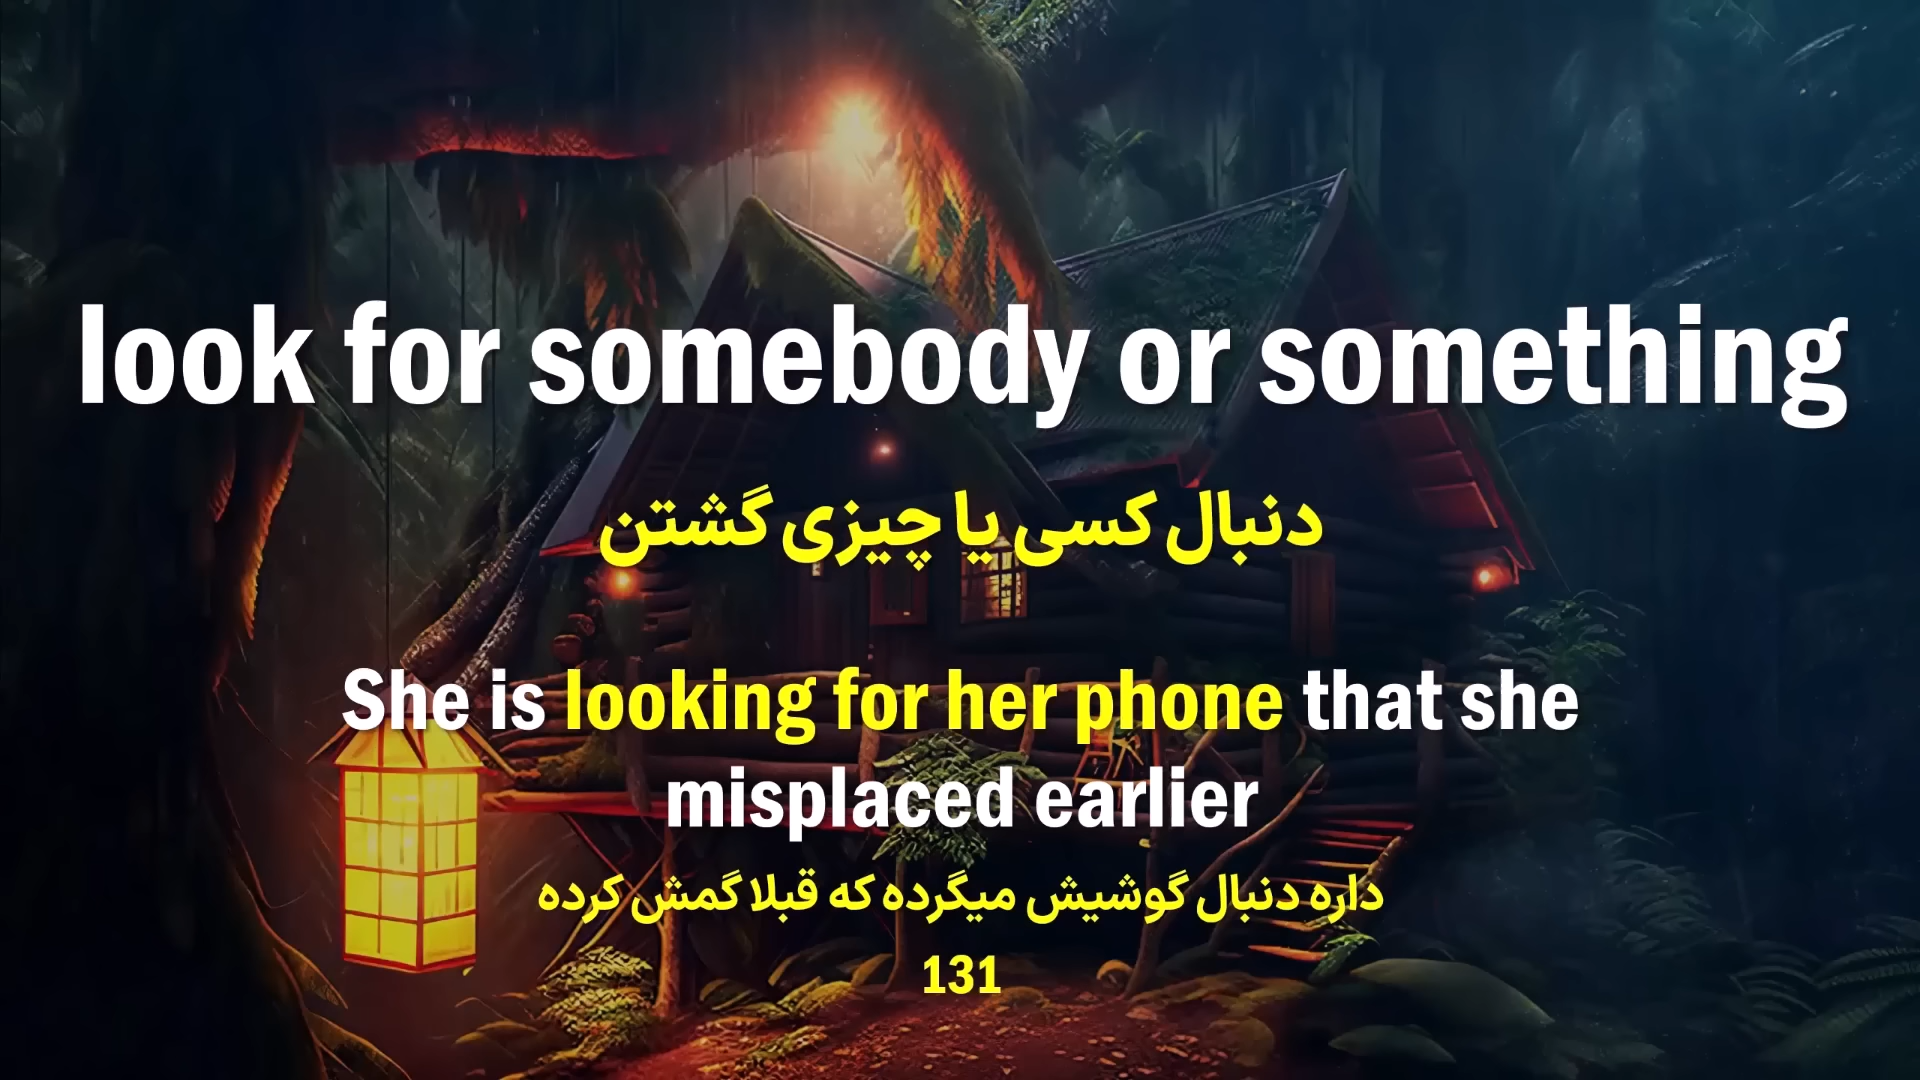 look for somebody or something
دنبال کسی یا چیزی گشتن
She is looking for her phone that she
misplaced earlier
داره دنبال گوشیش میگرده که قبلا گمش کرده
131